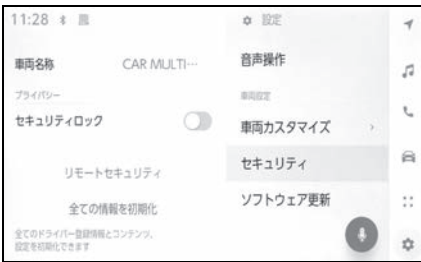 11:28
車両名称 CAR MULTI…
プライバシー
セキュリティロック
リモートセキュリティ
全ての情報を初期化
全てのドライバー登録情報とコンテンツ、
設定を初期化できます
設定
音声操作
車両設定
車両カスタマイズ
セキュリティ
ソフトウェア更新